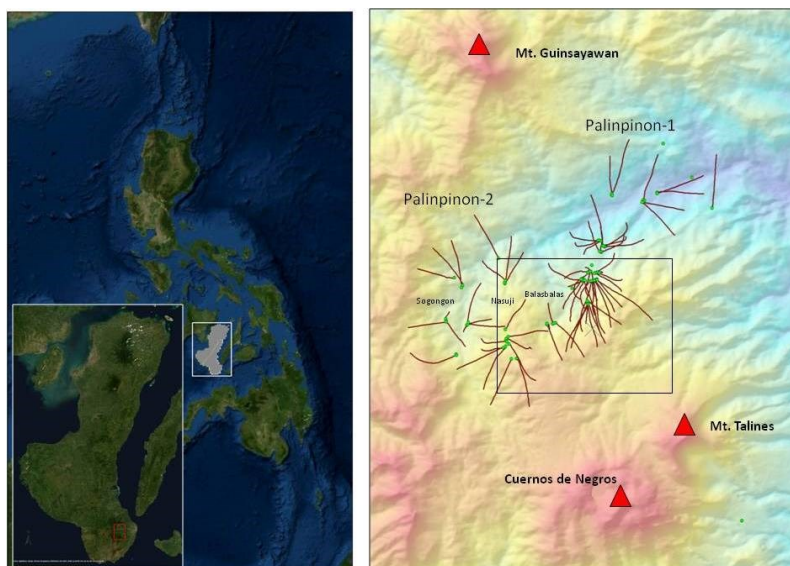 Mt. Guinsayawan
Palinpinon-1
Palinpinon-2
Sogongon
Nasuji
Balasbalas
Mt. Talines
Cuernos de Negros